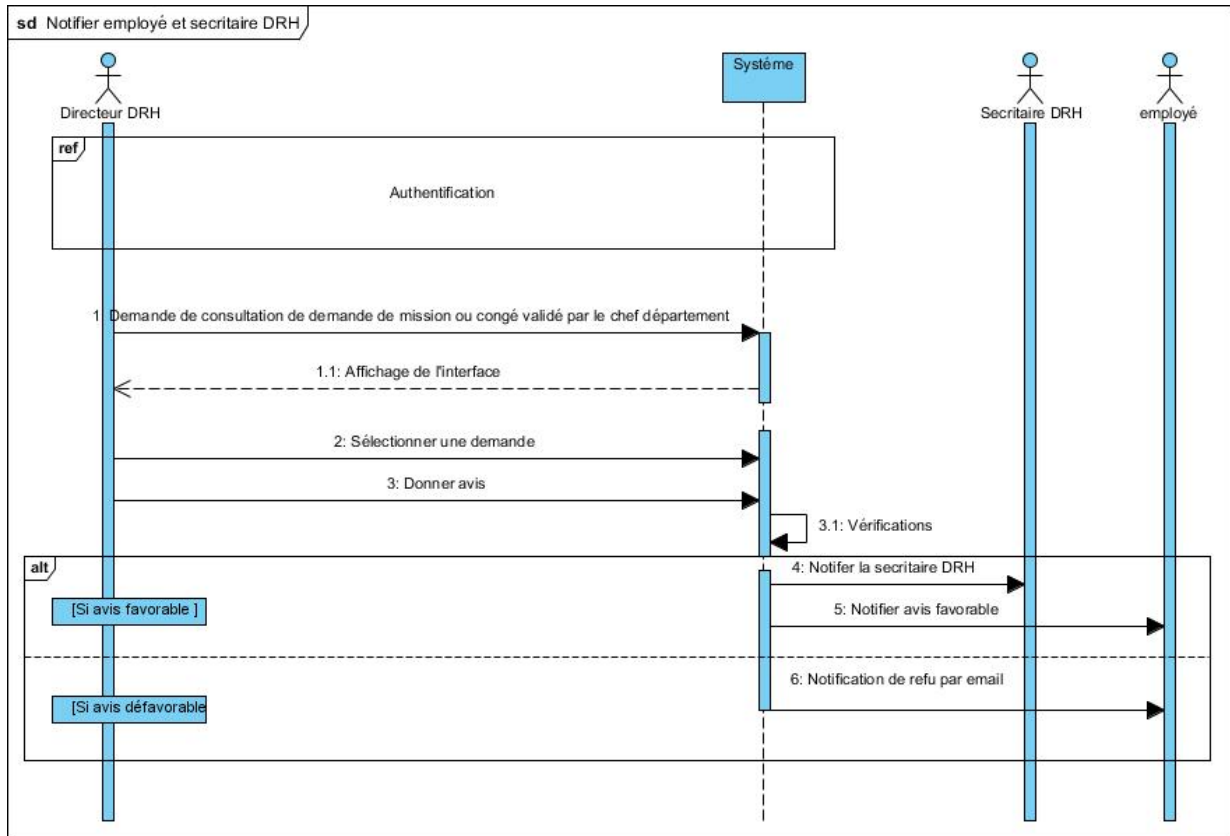 sd Notifier employé et secritaire DRH
Systéme
Directeur DRH
Secritaire DRH
employé
ref
Authentification
1: Demande de consultation de demande de mission ou congé validé par le chef département
1.1: Affichage de l'interface
2: Sélectionner une demande
3: Donner avis
3.1: Vérifications
alt
4: Notifer la secritaire DRH
[Si avis favorable ]
5: Notifier avis favorable
6: Notification de refu par email
[Si avis défavorable